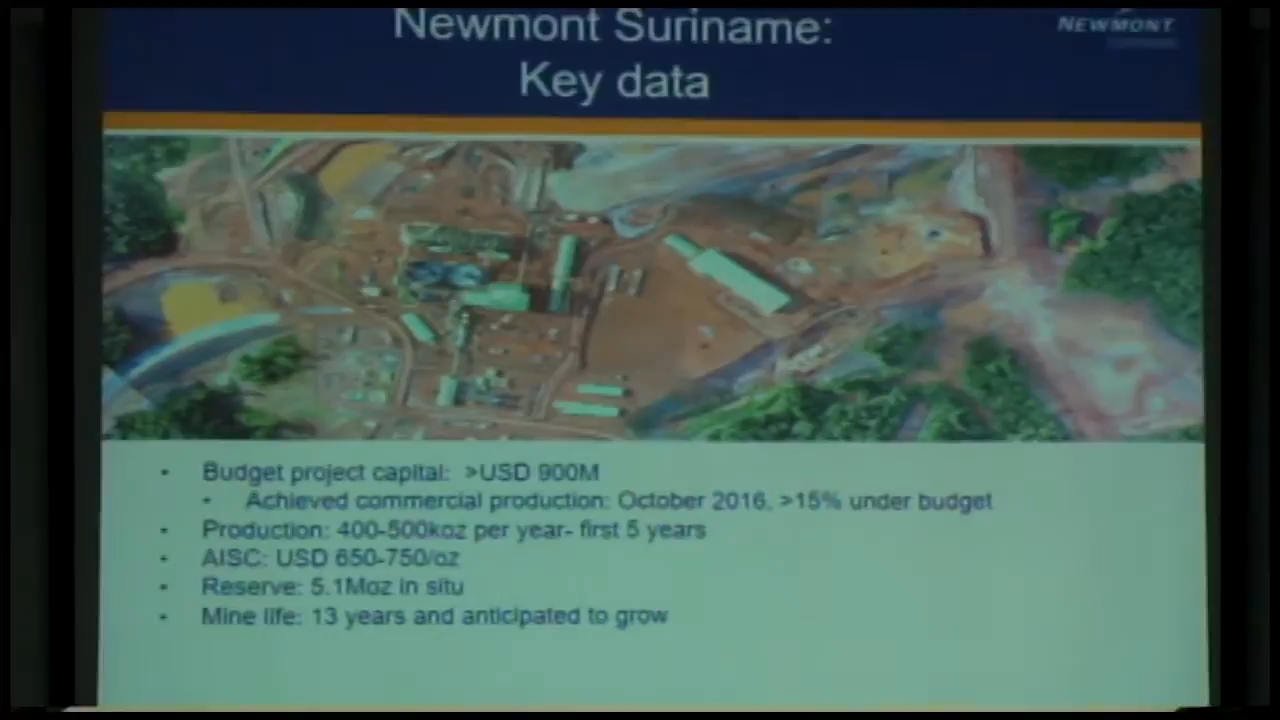 Newmont Suriname:
Key data
NEWMONT
• Budget project capital: >USD 900M
• Achieved commercial production: October 2016, >15% under budget
• Production: 400-500koz per year- first 5 years
• AISC: USD 650-750/oz
• Reserve: 5.1Moz in situ
• Mine life: 13 years and anticipated to grow